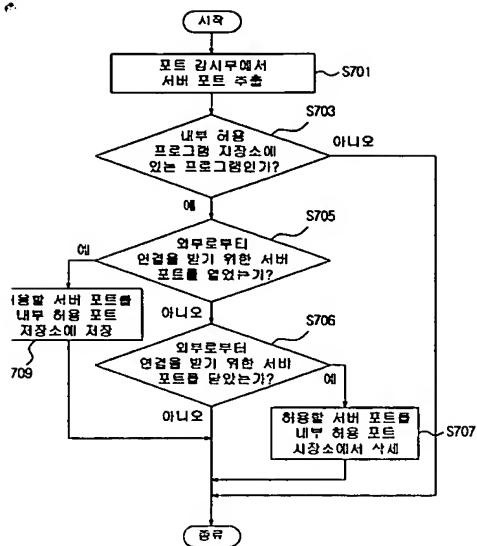 시작
포트 감시부에서
서버 포트 추출
S701
S703
내부 허용
프로그램 저장소에
있는 프로그램인가?
아니오
예
S705
외부로부터
연결을 받기 위한 서버
포트를 열었는가?
예
아니오
허용할 서버 포트를
내부 허용 포트
저장소에 저장
709
S706
외부로부터
연결을 받기 위한 서버
포트를 닫았는가?
예
아니오
허용할 서버 포트를
내부 허용 포트
저장소에서 삭제
S707
종료